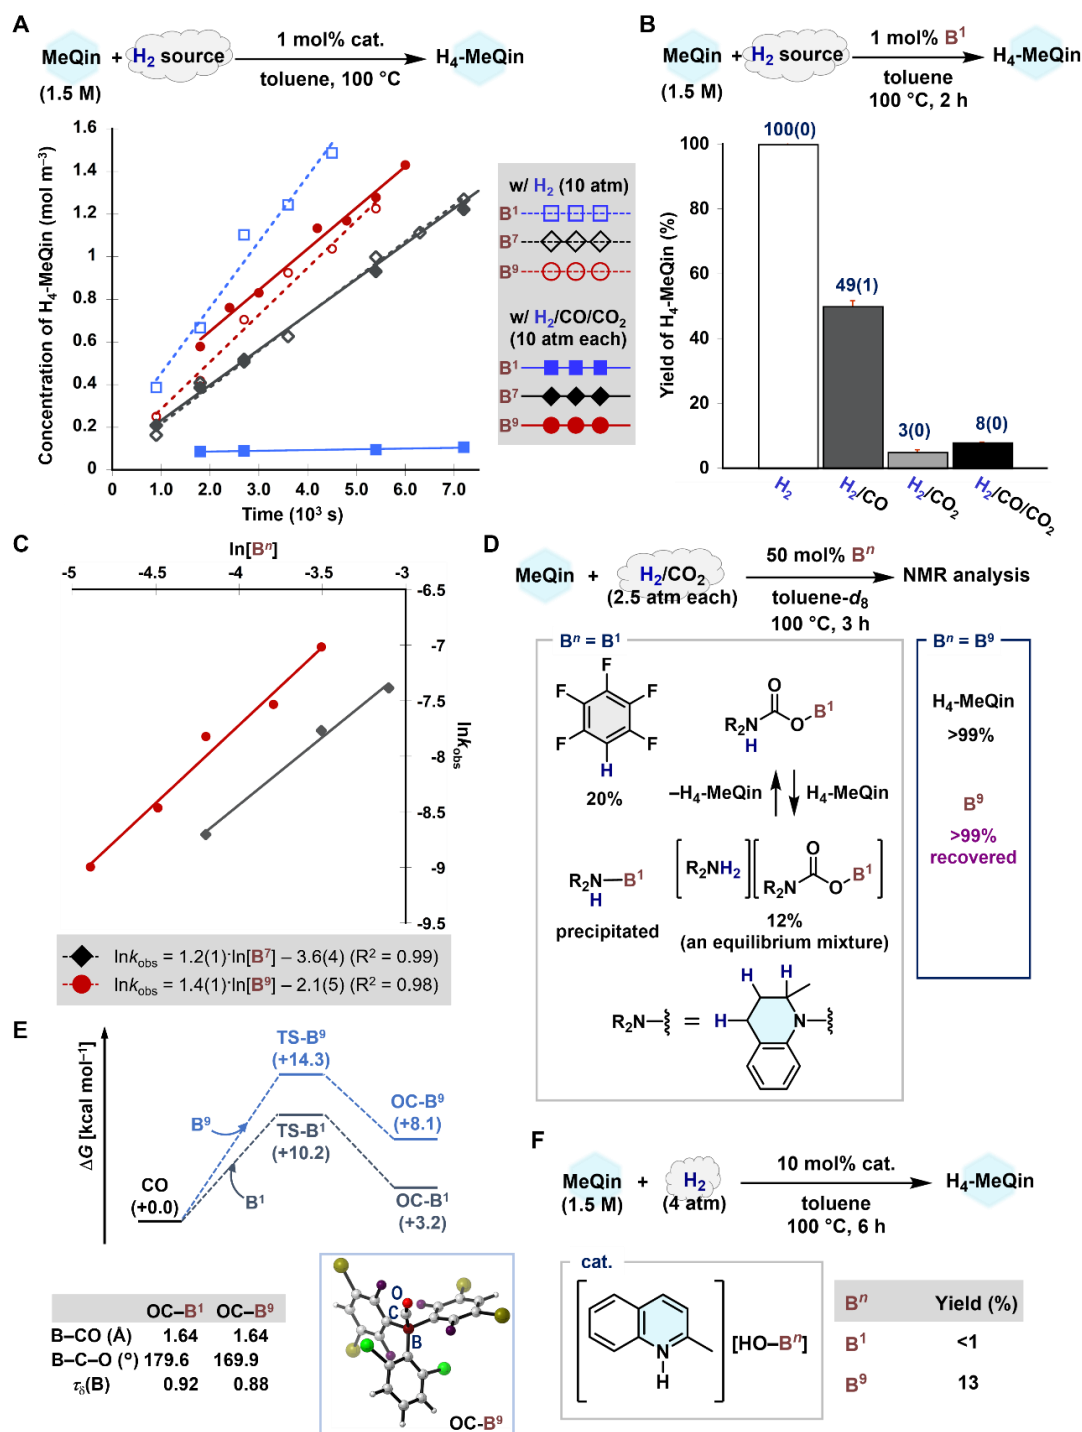 A
MeQin + H₂ source
1 mol% cat.
toluene, 100 °C
H₄-MeQin
(1.5 M)
Concentration of H₄-MeQin (mol m⁻³)
1.6
1.4
1.2
1
0.8
0.6
0.4
0.2
0
0 1.0 2.0 3.0 4.0 5.0 6.0 7.0
Time (10³ s)
w/ H₂ (10 atm)
B¹
B⁷
B⁹
w/ H₂/CO/CO₂
(10 atm each)
B¹
B⁷
B⁹
B
MeQin + H₂ source
1 mol% B¹
toluene
100 °C, 2 h
H₄-MeQin
(1.5 M)
Yield of H₄-MeQin (%)
100
80
60
40
20
0
100(0)
49(1)
3(0)
8(0)
H₂
H₂/CO
H₂/CO₂
H₂/CO/CO₂
C
ln[Bⁿ]
-5 -4.5 -4 -3.5 -3
-6.5
-7
-7.5
-8
-8.5
-9
-9.5
lnk_obs
lnk_obs = 1.2(1)·ln[B⁷] – 3.6(4) (R² = 0.99)
lnk_obs = 1.4(1)·ln[B⁹] – 2.1(5) (R² = 0.98)
D
MeQin + H₂/CO₂
(2.5 atm each)
50 mol% Bⁿ
toluene-d₈
100 °C, 3 h
NMR analysis
Bⁿ = B¹
F
F F
F F
H
20%
O
R₂N O B¹
H
–H₄-MeQin H₄-MeQin
R₂N–B¹
H
precipitated
[R₂NH₂] [R₂N O O B¹]
12%
(an equilibrium mixture)
R₂N =
H H
H N
Bⁿ = B⁹
H₄-MeQin
>99%
B⁹
>99%
recovered
E
ΔG [kcal mol⁻¹]
CO
(+0.0)
B⁹
B¹
TS-B⁹
(+14.3)
TS-B¹
(+10.2)
OC-B⁹
(+8.1)
OC-B¹
(+3.2)
OC–B¹ OC–B⁹
B–CO (Å) 1.64 1.64
B–C–O (º) 179.6 169.9
τ_δ(B) 0.92 0.88
O
C
B
OC-B⁹
F
MeQin + H₂
(1.5 M) (4 atm)
10 mol% cat.
toluene
100 °C, 6 h
H₄-MeQin
cat.
N
H
[HO–Bⁿ]
Bⁿ Yield (%)
B¹ <1
B⁹ 13